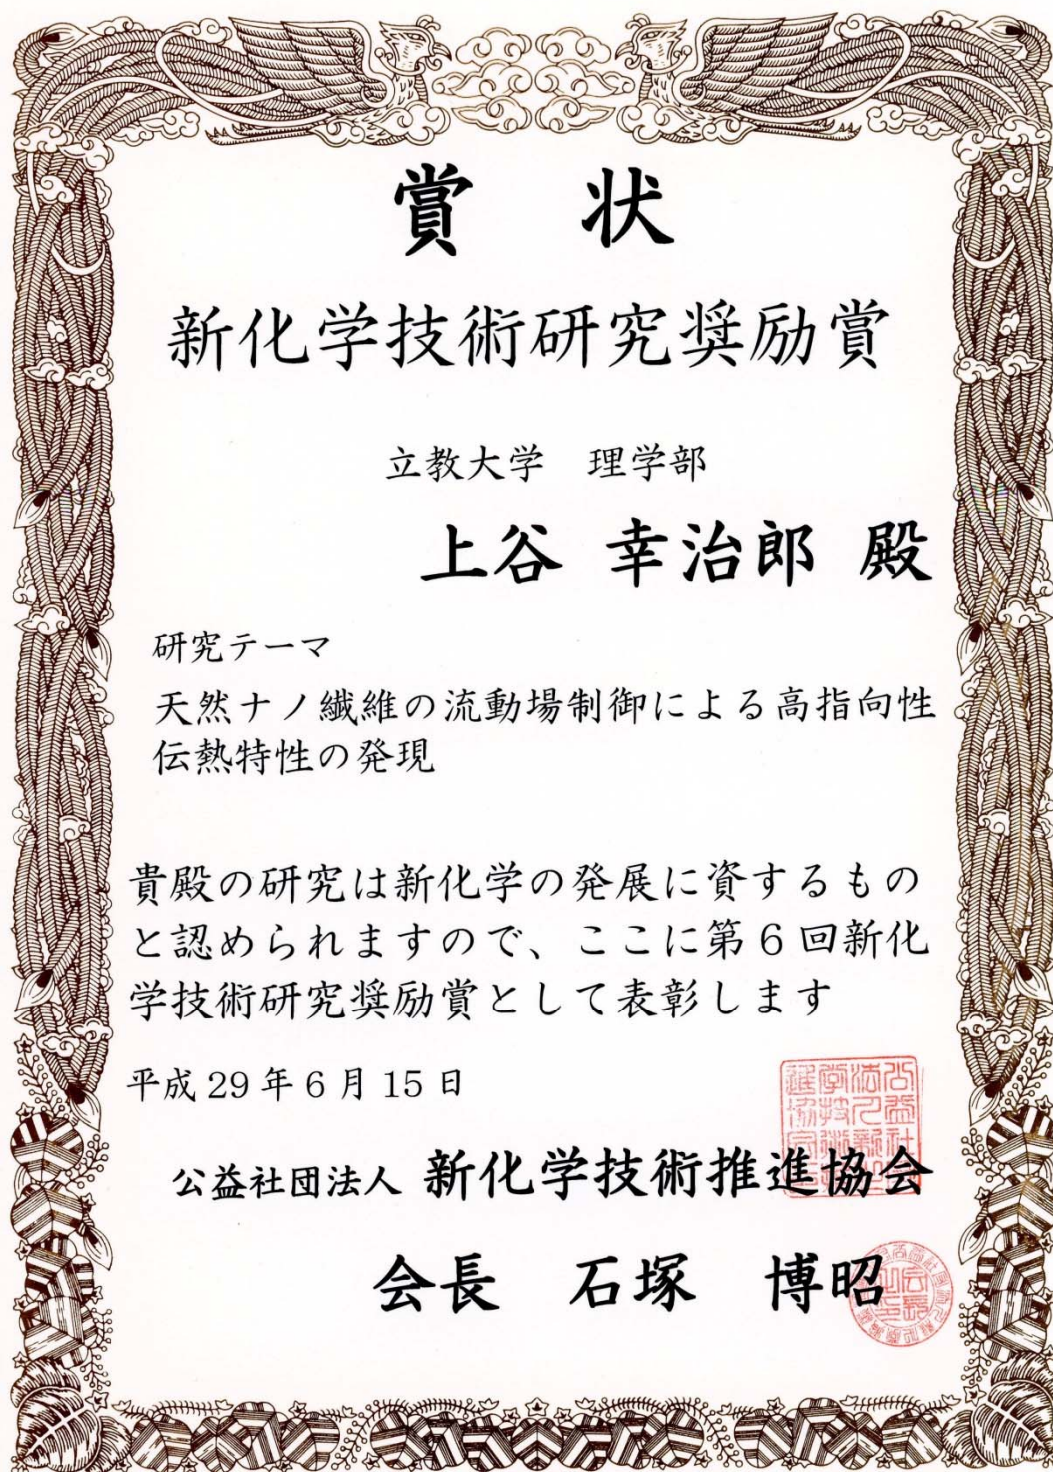 賞 状
新化学技術研究奨励賞
立教大学 理学部
上谷 幸治郎 殿
研究テーマ
天然ナノ繊維の流動場制御による高指向性
伝熱特性の発現
貴殿の研究は新化学の発展に資するもの
と認められますので、ここに第6回新化
学技術研究奨励賞として表彰します
平成29年6月15日
公益社団法人 新化学技術推進協会
会長 石塚 博昭